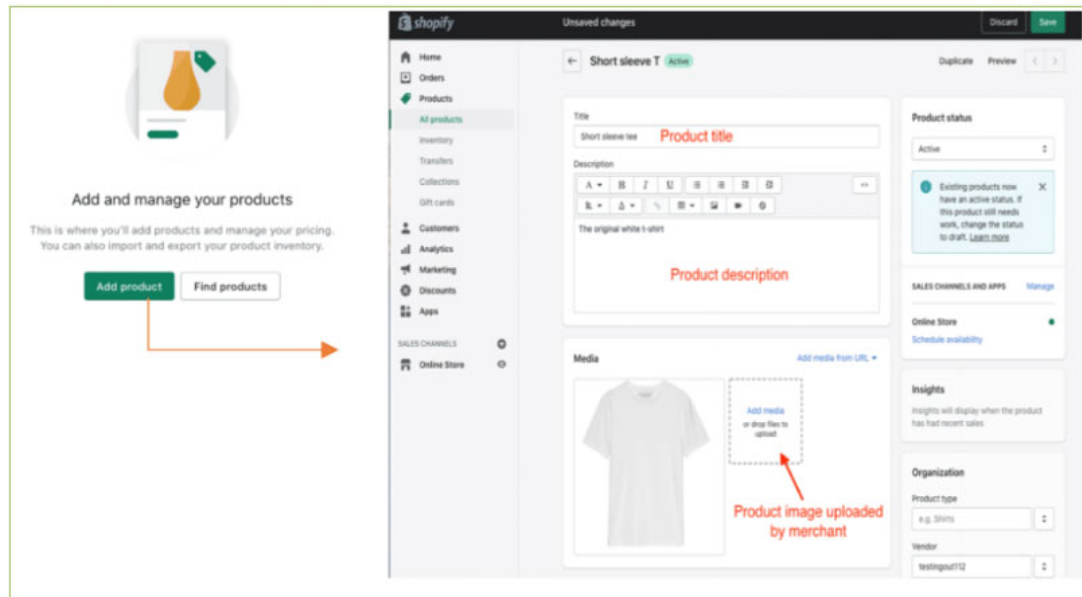 Add and manage your products
This is where you'll add products and manage your pricing.
You can also import and export your product inventory.
Add product
Find products
shopify
Unsaved changes
Discard
Save
Home
Orders
Products
All products
Inventory
Transfers
Collections
Gift cards
Customers
Analytics
Marketing
Discounts
Apps
SALES CHANNELS
Online Store
Short sleeve T
Active
Duplicate
Preview
Title
Short sleeve tee
Product title
Description
A
B
I
U
The original white t-shirt
Product description
Media
Add media from URL
Add media
or drop files to
upload
Product image uploaded
by merchant
Product status
Active
Existing products now
have an active status. If
this product still needs
work, change the status
to draft. Learn more
SALES CHANNELS AND APPS
Manage
Online Store
Schedule availability
Insights
Insights will display when the product
has had recent sales
Organization
Product type
e.g. Shirts
Vendor
testingout112